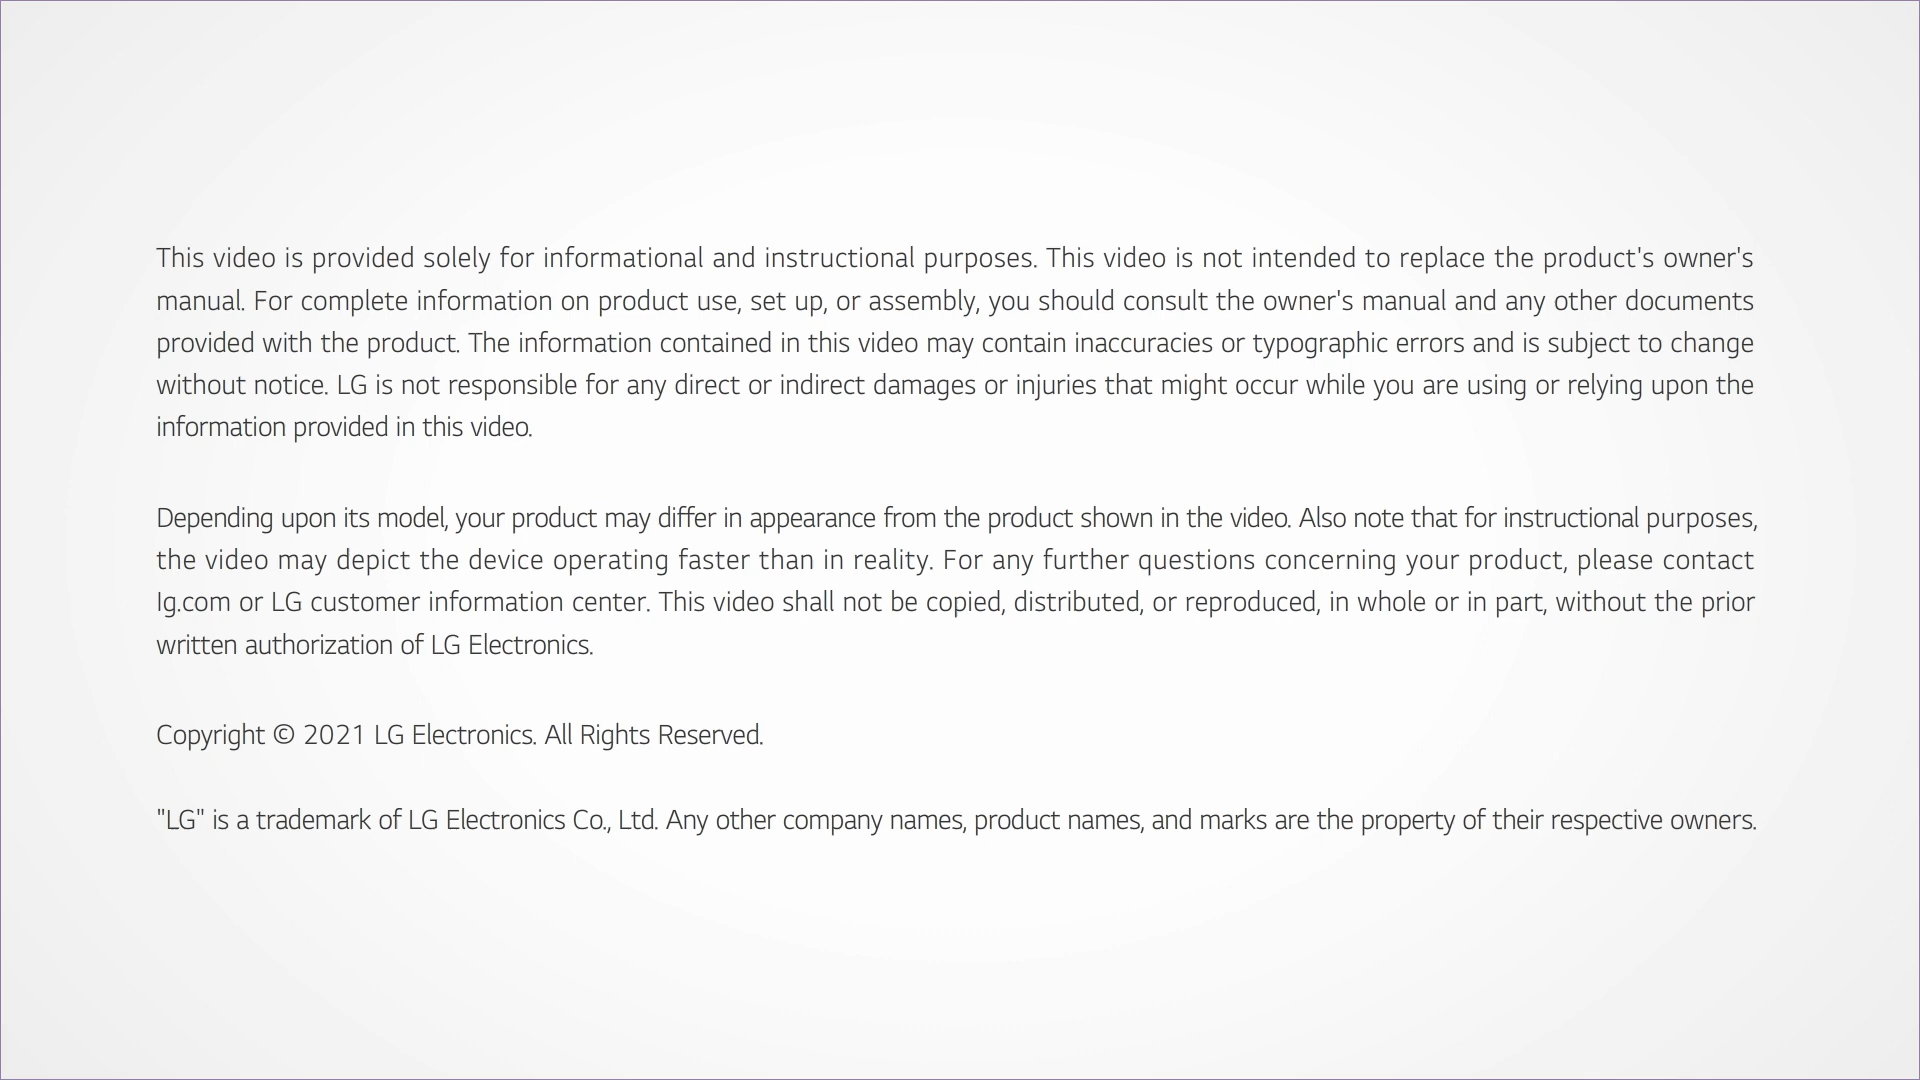 This video is provided solely for informational and instructional purposes. This video is not intended to replace the product's owner's
manual. For complete information on product use, set up, or assembly, you should consult the owner's manual and any other documents
provided with the product. The information contained in this video may contain inaccuracies or typographic errors and is subject to change
without notice. LG is not responsible for any direct or indirect damages or injuries that might occur while you are using or relying upon the
information provided in this video.
Depending upon its model, your product may differ in appearance from the product shown in the video. Also note that for instructional purposes,
the video may depict the device operating faster than in reality. For any further questions concerning your product, please contact
lg.com or LG customer information center. This video shall not be copied, distributed, or reproduced, in whole or in part, without the prior
written authorization of LG Electronics.
Copyright © 2021 LG Electronics. All Rights Reserved.
"LG" is a trademark of LG Electronics Co., Ltd. Any other company names, product names, and marks are the property of their respective owners.